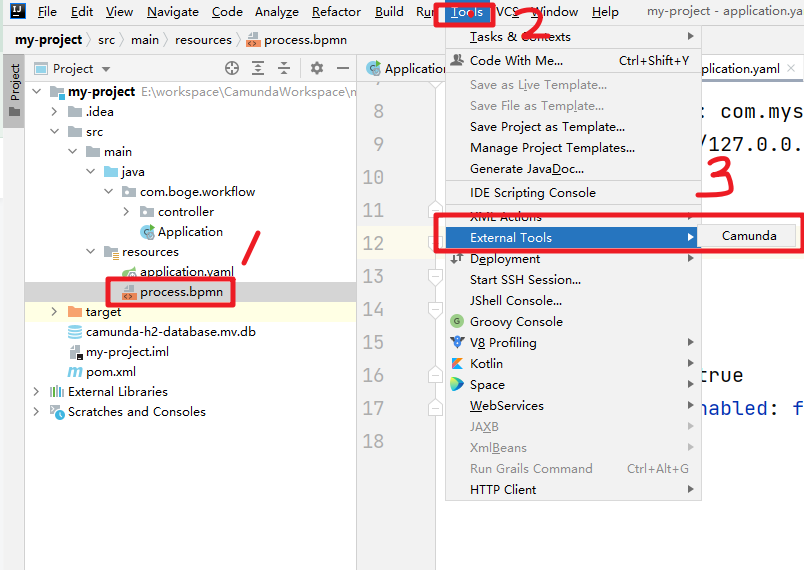 File Edit View Navigate Code Analyze Refactor Build Run Tools VCS Window Help my-project - application.ya
2
my-project src main resources process.bpmn
Project
Project
my-project E:\workspace\CamundaWorkspace\m
.idea
src
main
java
com.boge.workflow
controller
Application
resources
application.yaml
process.bpmn
1
target
camunda-h2-database.mv.db
my-project.iml
pom.xml
External Libraries
Scratches and Consoles
Application
plication.yaml
8
: com.mys
9
/127.0.0.
10
11
12
13
14
15
16
true
17
nabled: f
18
Tasks & Contexts
Code With Me... Ctrl+Shift+Y
Save as Live Template...
Save File as Template...
Save Project as Template...
Manage Project Templates...
Generate JavaDoc...
3
IDE Scripting Console
XML Actions
External Tools
Camunda
Deployment
Start SSH Session...
JShell Console...
Groovy Console
V8 Profiling
Kotlin
Space
WebServices
JAXB
XmlBeans
Run Grails Command Ctrl+Alt+G
HTTP Client